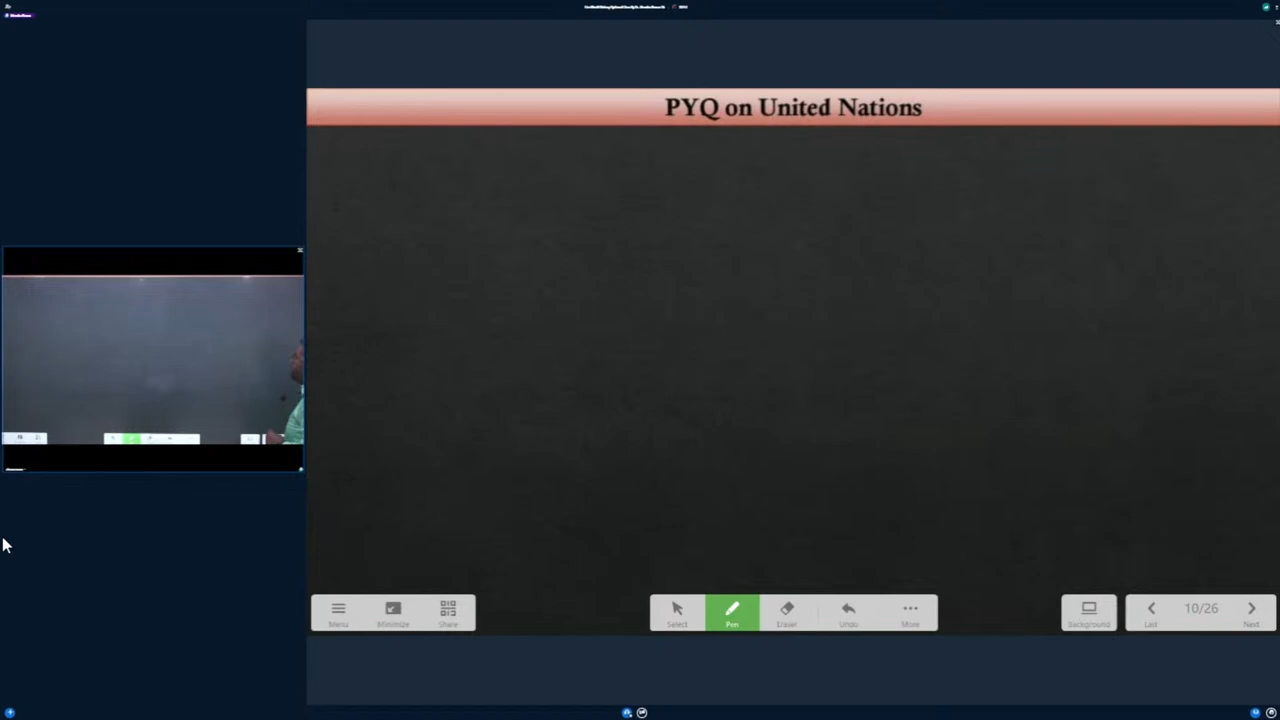 PYQ on United Nations
Menu
Minimize
Share
Select
Pen
Eraser
Undo
More
Background
10/26
Last
Next